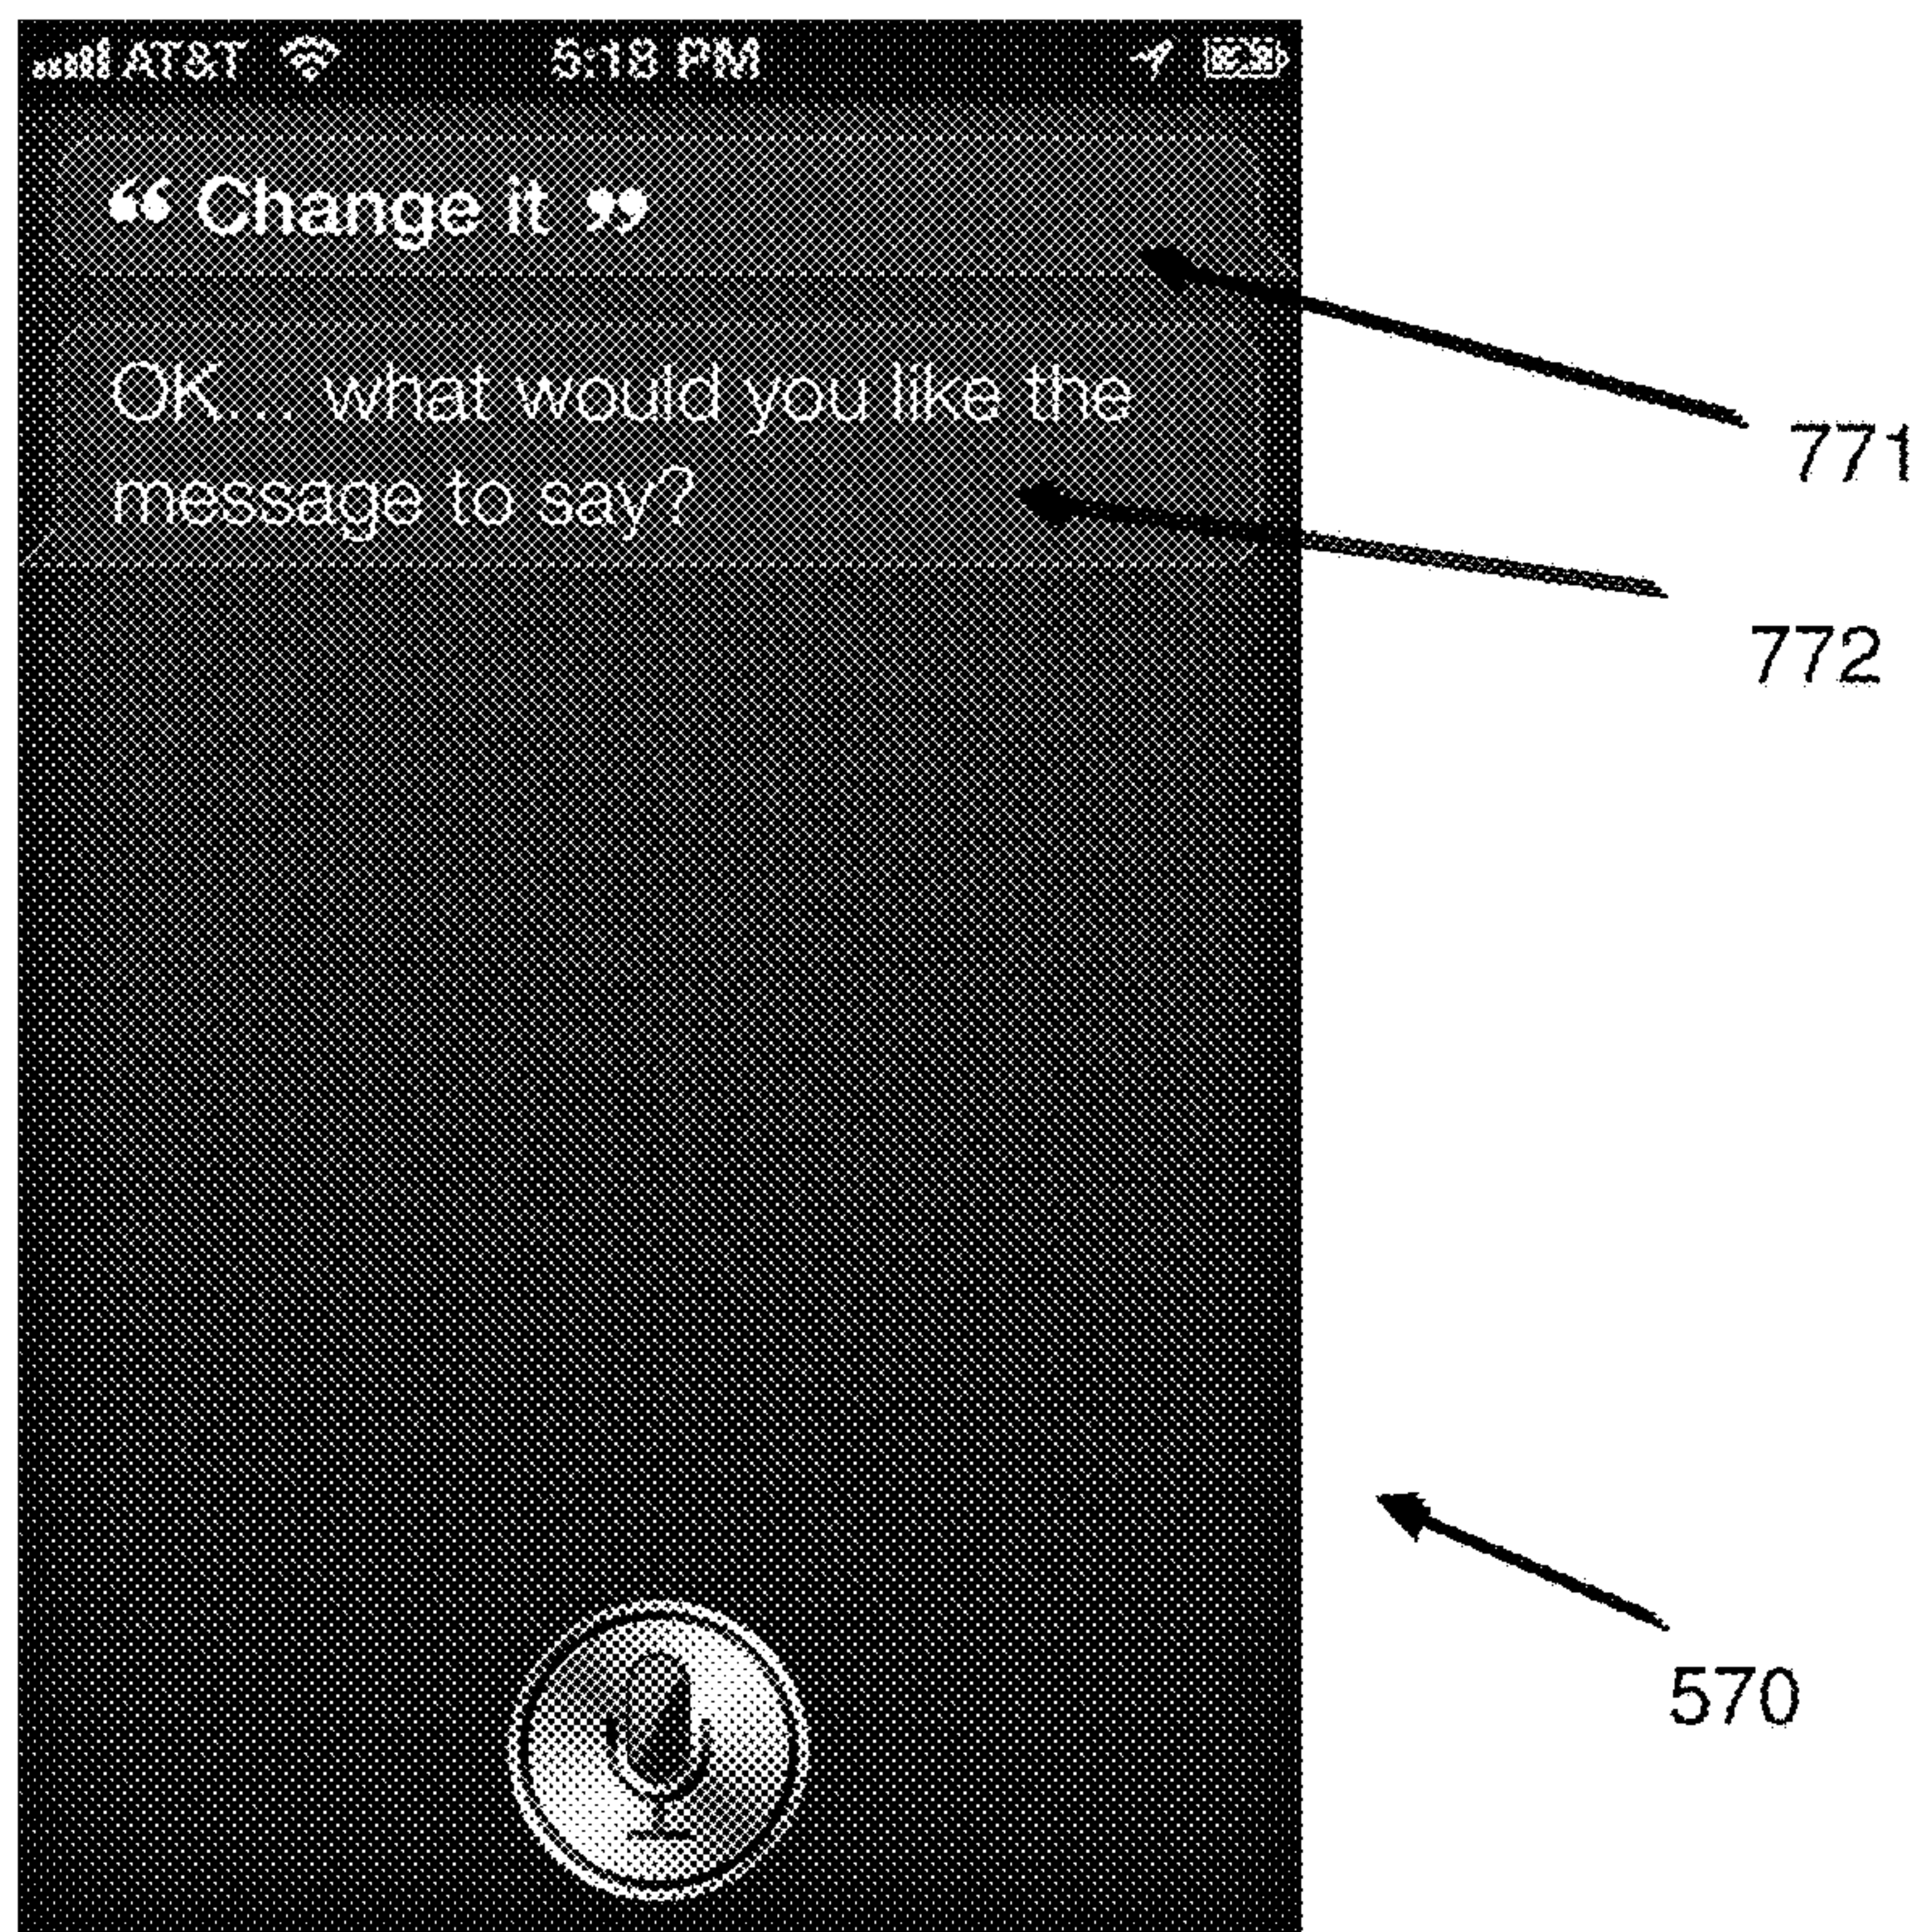 AT&T 5:18 PM
“ Change it ”
OK... what would you like the
message to say?
771
772
570